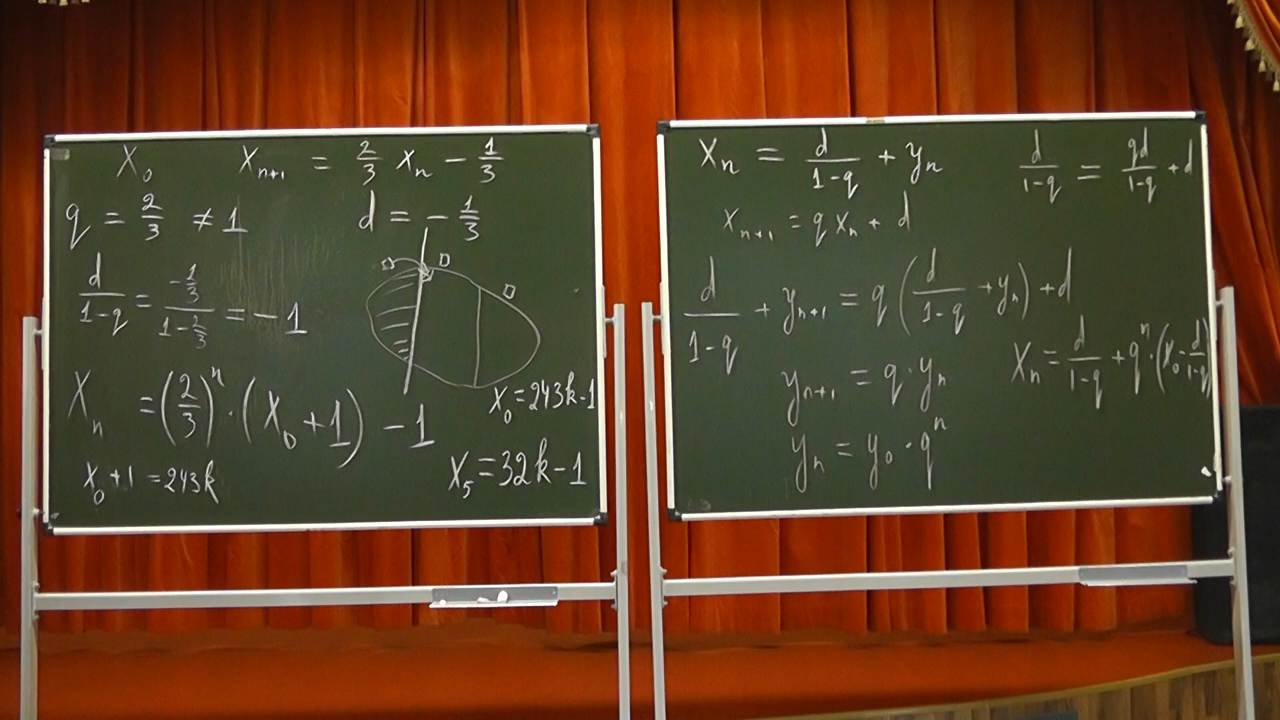 X₀ Xₙ₊₁ = 2/3 Xₙ − 1/3
q = 2/3 ≠ 1 d = −1/3
d/(1−q) = (−1/3)/(1−2/3) = −1
Xₙ = (2/3)ⁿ · (X₀ + 1) − 1
X₀ = 243k−1
X₀ + 1 = 243k
X₅ = 32k − 1
Xₙ = d/(1−q) + yₙ
d/(1−q) = qd/(1−q) + d
Xₙ₊₁ = q Xₙ + d
d/(1−q) + yₙ₊₁ = q (d/(1−q) + yₙ) + d
yₙ₊₁ = q · yₙ
Xₙ = d/(1−q) + qⁿ · (X₀ − d/(1−q))
yₙ = y₀ · qⁿ